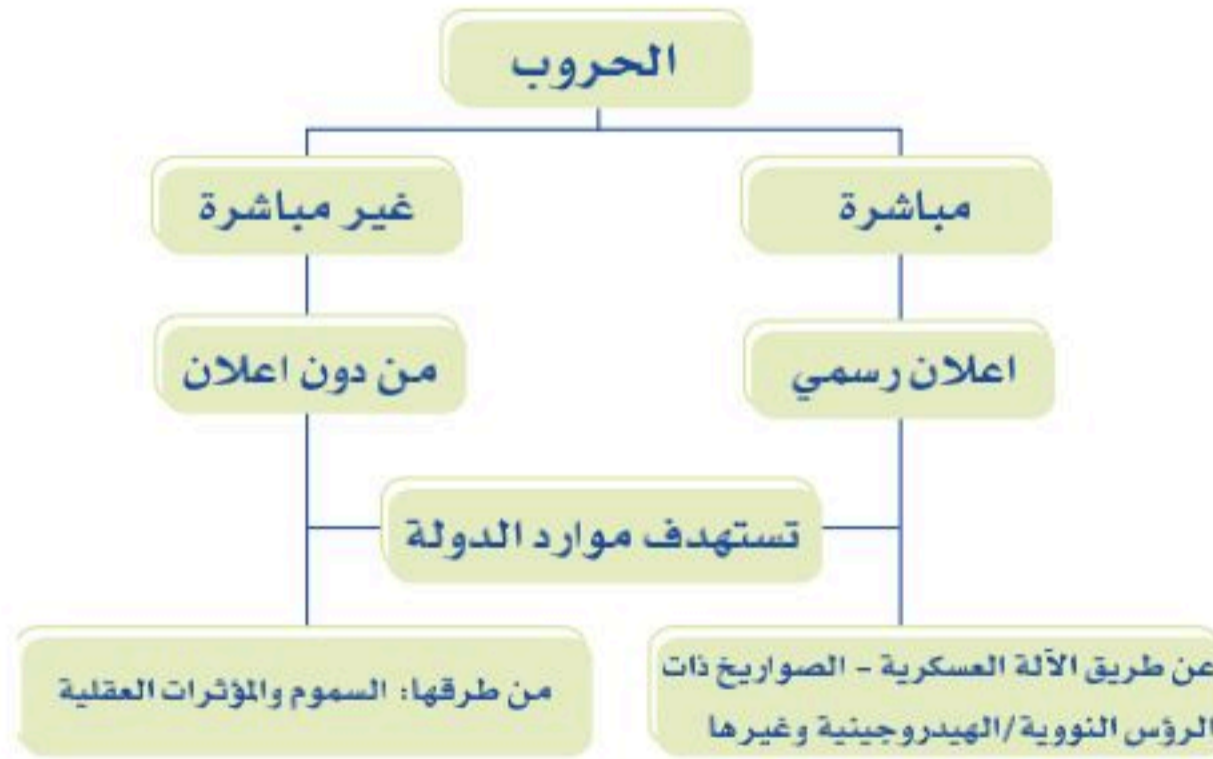 الحروب
مباشرة
غير مباشرة
اعلان رسمي
من دون اعلان
تستهدف موارد الدولة
عن طريق الآلة العسكرية - الصواريخ ذات
الرؤس النووية/الهيدروجينية وغيرها
من طرقها: السموم والمؤثرات العقلية